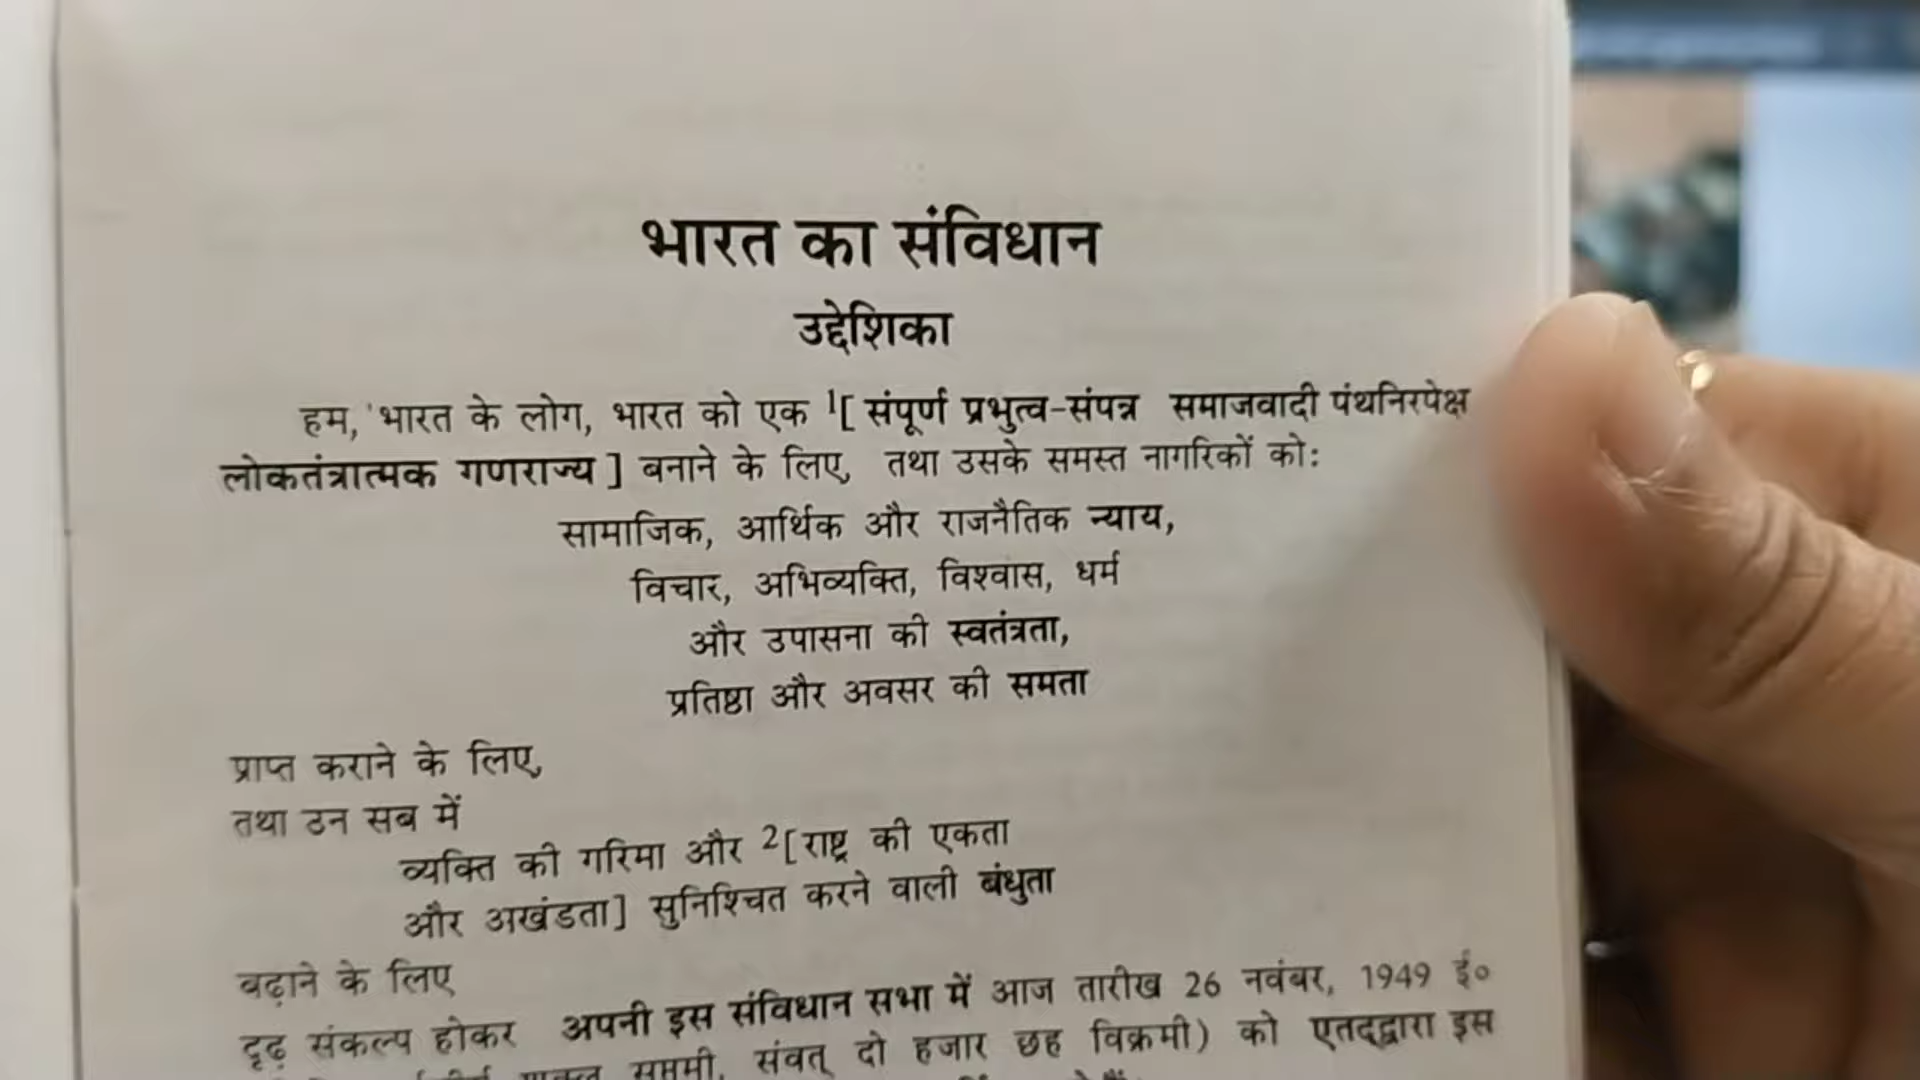 भारत का संविधान
उद्देशिका
हम, भारत के लोग, भारत को एक ¹[ संपूर्ण प्रभुत्व-संपन्न समाजवादी पंथनिरपेक्ष
लोकतंत्रात्मक गणराज्य ] बनाने के लिए, तथा उसके समस्त नागरिकों को:
सामाजिक, आर्थिक और राजनैतिक न्याय,
विचार, अभिव्यक्ति, विश्वास, धर्म
और उपासना की स्वतंत्रता,
प्रतिष्ठा और अवसर की समता
प्राप्त कराने के लिए,
तथा उन सब में
व्यक्ति की गरिमा और ²[राष्ट्र की एकता
और अखंडता] सुनिश्चित करने वाली बंधुता
बढ़ाने के लिए
दृढ़ संकल्प होकर अपनी इस संविधान सभा में आज तारीख 26 नवंबर, 1949 ई०
सप्तमी, संवत् दो हजार छह विक्रमी) को एतद्द्वारा इस